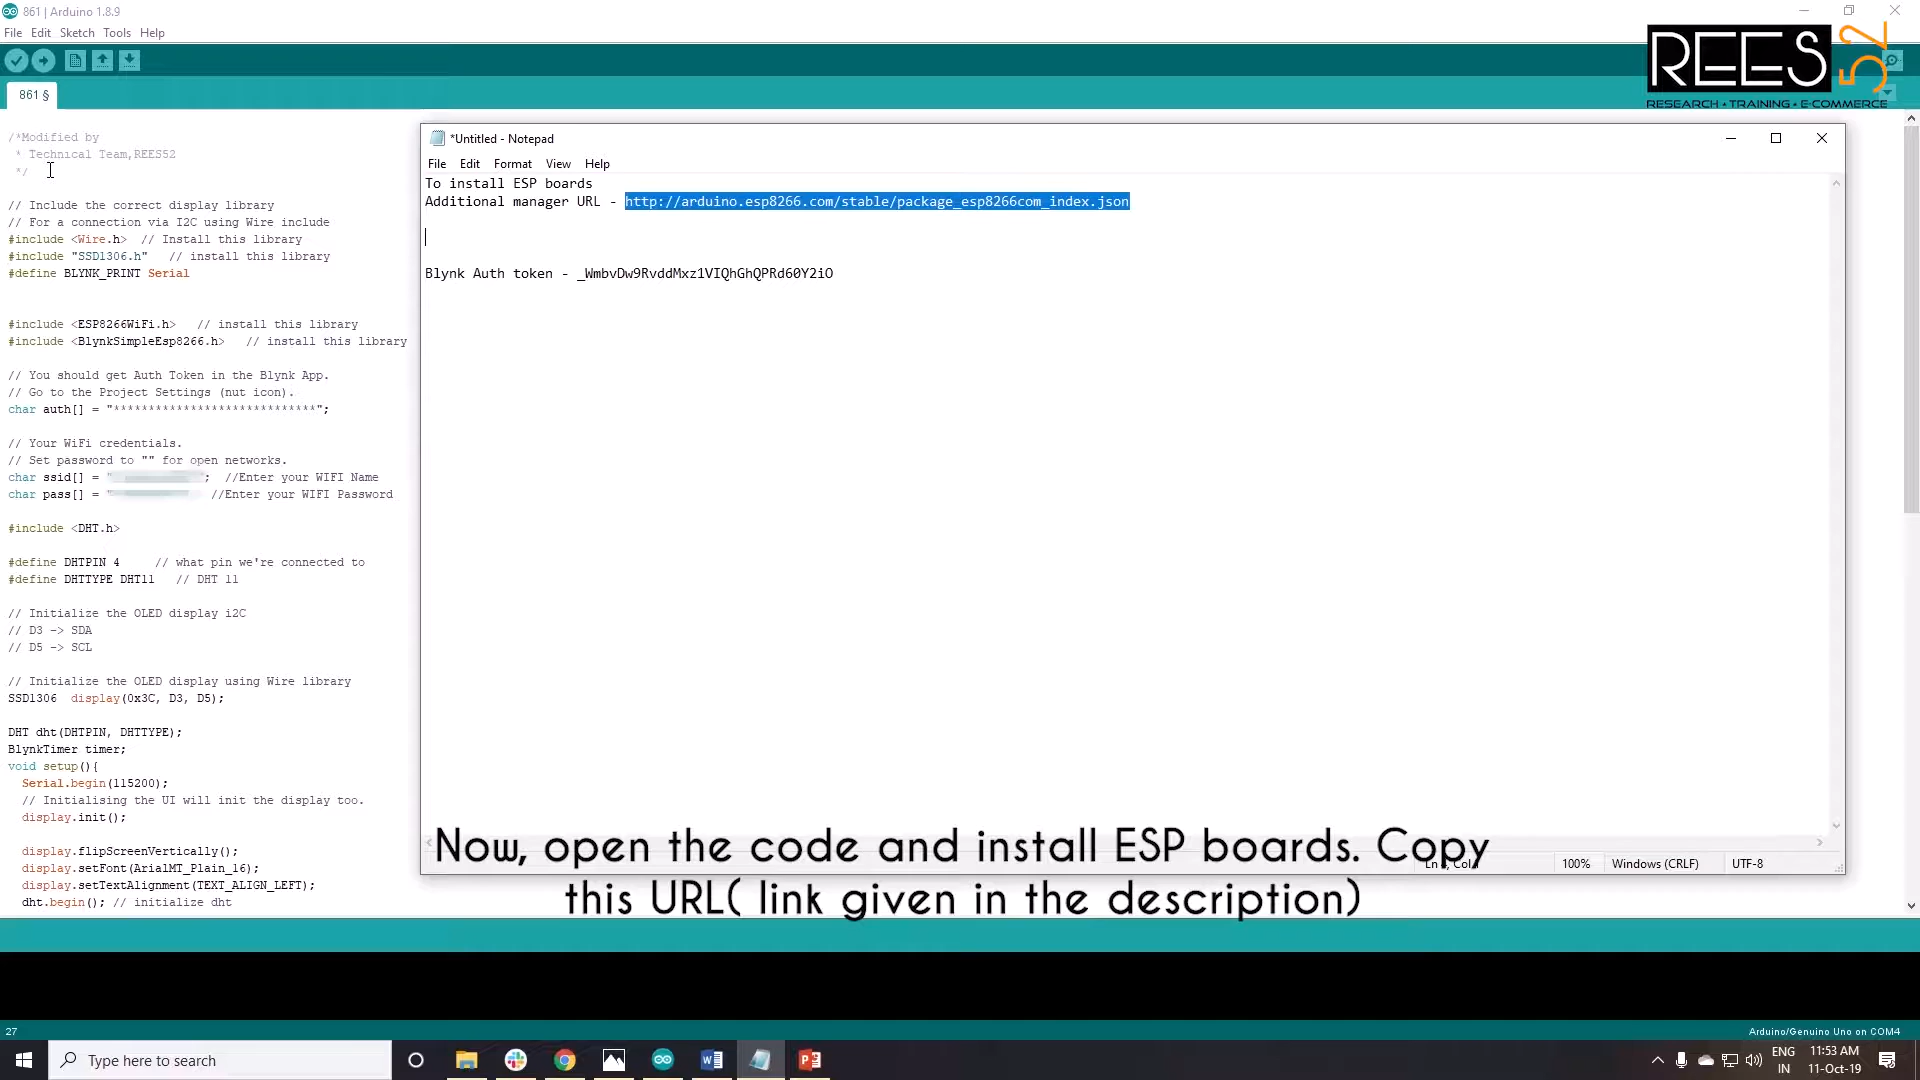 861 | Arduino 1.8.9
File Edit Sketch Tools Help
REES52
RESEARCH • TRAINING • E-COMMERCE
861 §
/*Modified by
* Technical Team,REES52
*/
// Include the correct display library
// For a connection via I2C using Wire include
#include <Wire.h> // Install this library
#include "SSD1306.h" // install this library
#define BLYNK_PRINT Serial
#include <ESP8266WiFi.h> // install this library
#include <BlynkSimpleEsp8266.h> // install this library
// You should get Auth Token in the Blynk App.
// Go to the Project Settings (nut icon).
char auth[] = "*****************************";
// Your WiFi credentials.
// Set password to "" for open networks.
char ssid[] = " "; //Enter your WIFI Name
char pass[] = " //Enter your WIFI Password
#include <DHT.h>
#define DHTPIN 4 // what pin we're connected to
#define DHTTYPE DHT11 // DHT 11
// Initialize the OLED display i2C
// D3 -> SDA
// D5 -> SCL
// Initialize the OLED display using Wire library
SSD1306 display(0x3C, D3, D5);
DHT dht(DHTPIN, DHTTYPE);
BlynkTimer timer;
void setup(){
Serial.begin(115200);
// Initialising the UI will init the display too.
display.init();
display.flipScreenVertically();
display.setFont(ArialMT_Plain_16);
display.setTextAlignment(TEXT_ALIGN_LEFT);
dht.begin(); // initialize dht
*Untitled - Notepad
File Edit Format View Help
To install ESP boards
Additional manager URL - http://arduino.esp8266.com/stable/package_esp8266com_index.json
Blynk Auth token - _WmbvDw9RvddMxz1VIQhGhQPRd60Y2iO
100% Windows (CRLF) UTF-8
Now, open the code and install ESP boards. Copy
this URL( link given in the description)
27
Arduino/Genuino Uno on COM4
Type here to search
ENG
IN
11:53 AM
11-Oct-19